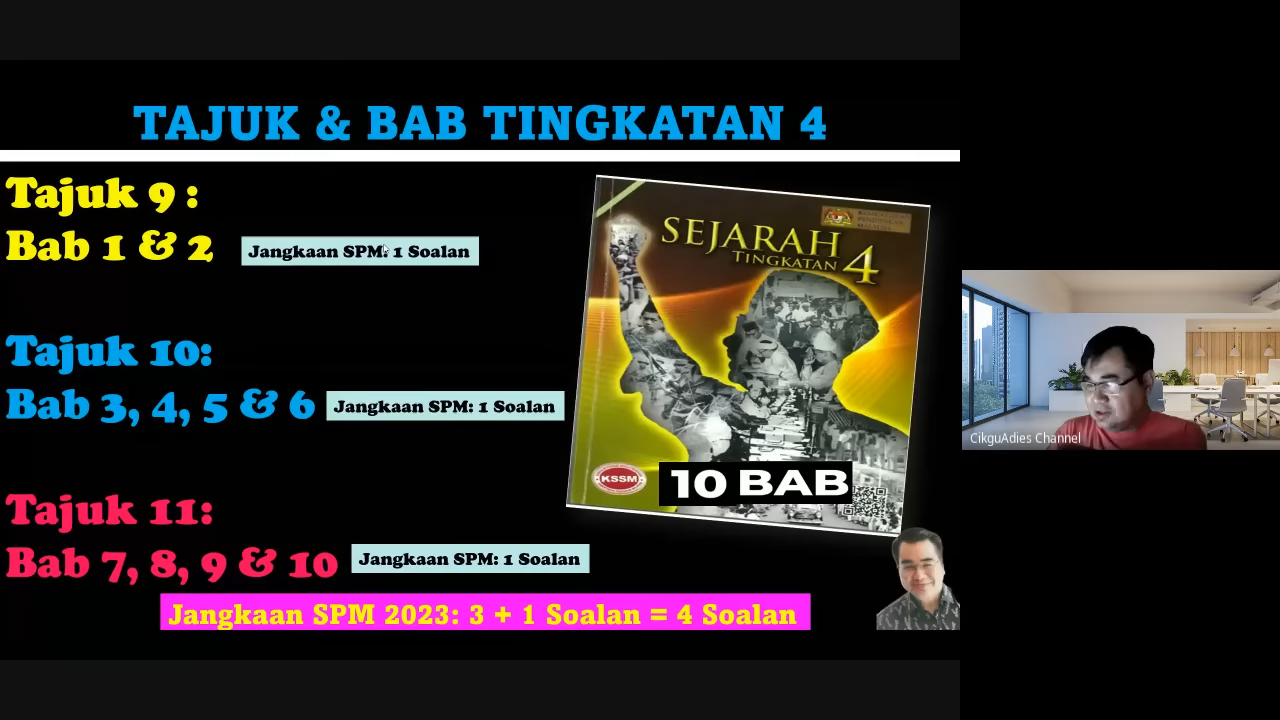 TAJUK & BAB TINGKATAN 4
Tajuk 9 :
Bab 1 & 2
Jangkaan SPM: 1 Soalan
Tajuk 10:
Bab 3, 4, 5 & 6
Jangkaan SPM: 1 Soalan
Tajuk 11:
Bab 7, 8, 9 & 10
Jangkaan SPM: 1 Soalan
Jangkaan SPM 2023: 3 + 1 Soalan = 4 Soalan
SEJARAH
TINGKATAN 4
KSSM
10 BAB
CikguAdies Channel